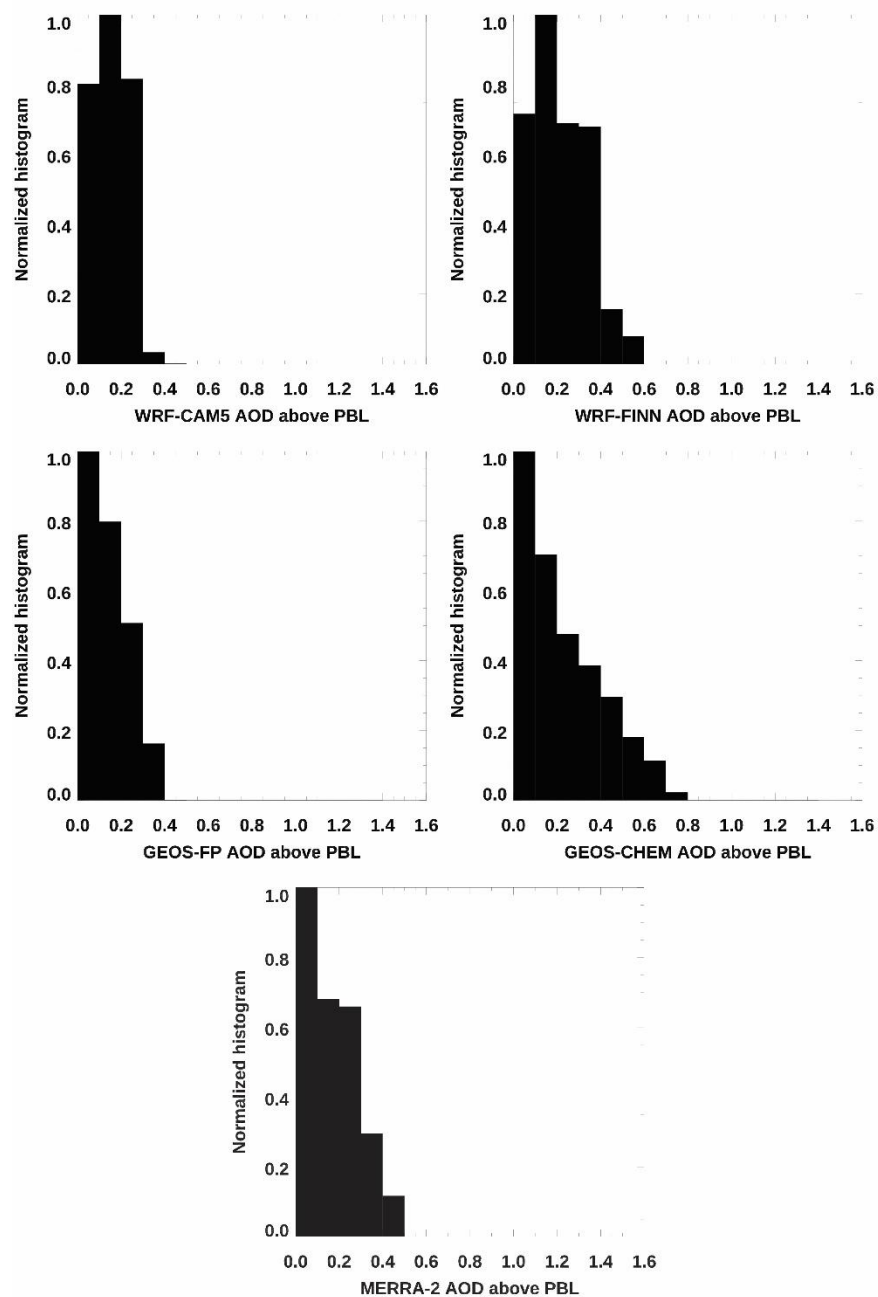 Normalized histogram
1.0
0.8
0.6
0.4
0.2
0.0
0.0 0.2 0.4 0.6 0.8 1.0 1.2 1.4 1.6
WRF-CAM5 AOD above PBL
Normalized histogram
1.0
0.8
0.6
0.4
0.2
0.0
0.0 0.2 0.4 0.6 0.8 1.0 1.2 1.4 1.6
WRF-FINN AOD above PBL
Normalized histogram
1.0
0.8
0.6
0.4
0.2
0.0
0.0 0.2 0.4 0.6 0.8 1.0 1.2 1.4 1.6
GEOS-FP AOD above PBL
Normalized histogram
1.0
0.8
0.6
0.4
0.2
0.0
0.0 0.2 0.4 0.6 0.8 1.0 1.2 1.4 1.6
GEOS-CHEM AOD above PBL
Normalized histogram
1.0
0.8
0.6
0.4
0.2
0.0
0.0 0.2 0.4 0.6 0.8 1.0 1.2 1.4 1.6
MERRA-2 AOD above PBL